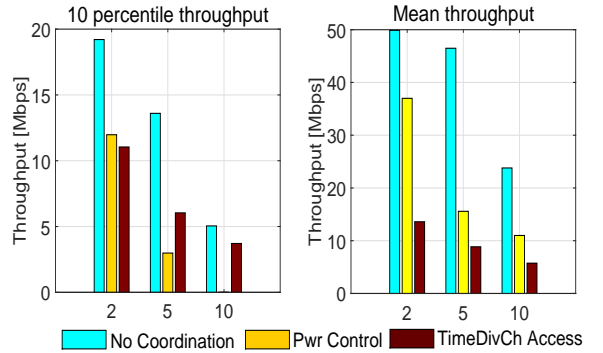 10 percentile throughput
Throughput [Mbps]
20
15
10
5
0
2 5 10
Mean throughput
Throughput [Mbps]
50
40
30
20
10
0
2 5 10
No Coordination Pwr Control TimeDivCh Access